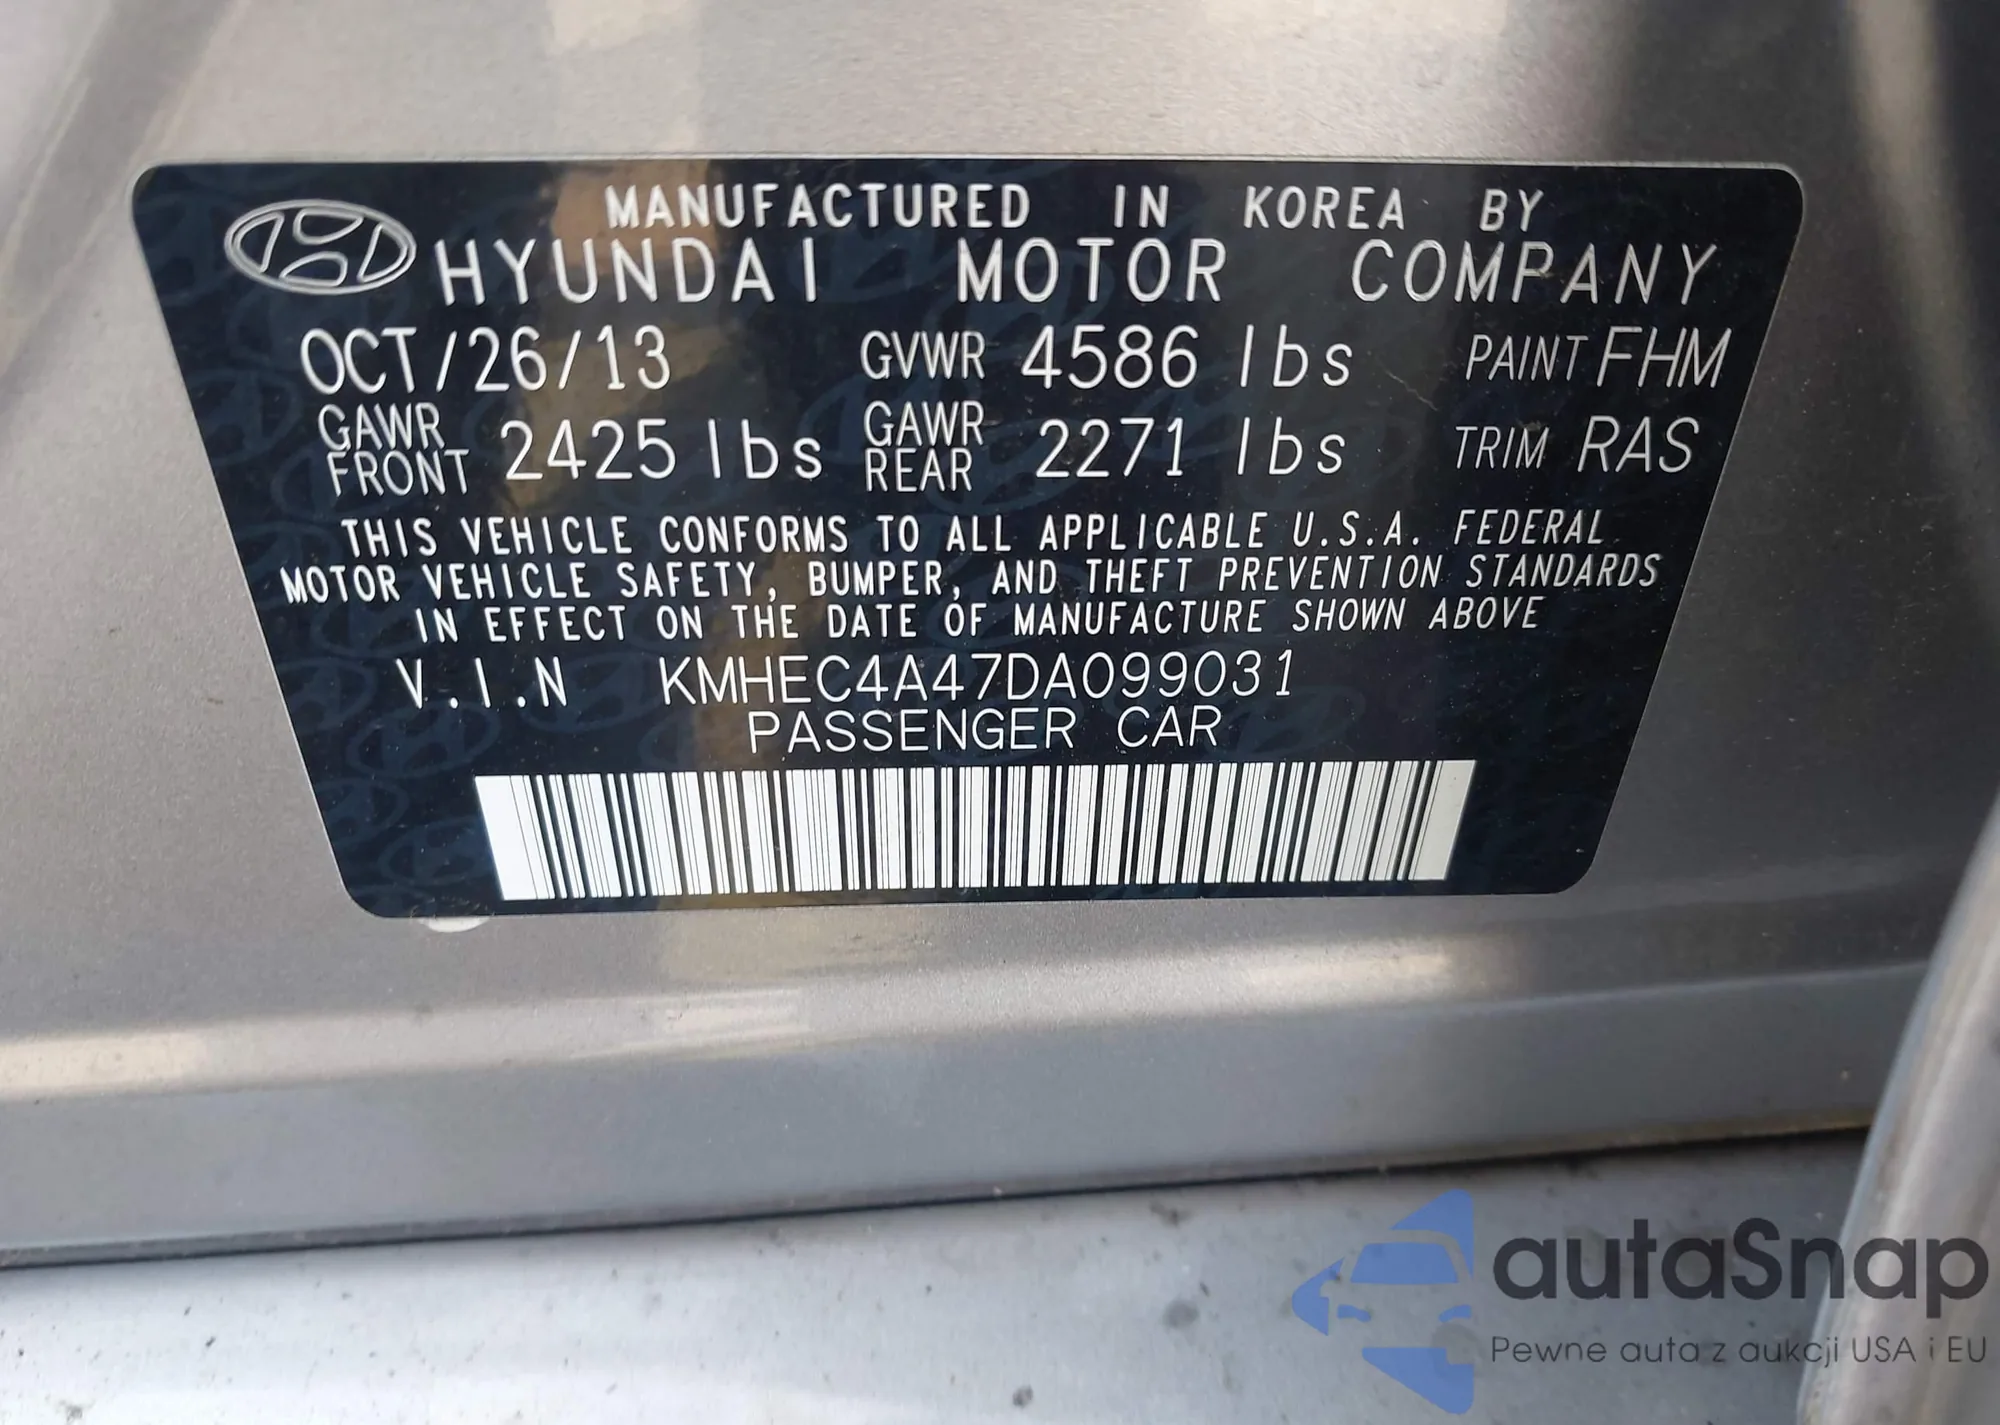 MANUFACTURED IN KOREA BY
HYUNDAI MOTOR COMPANY
OCT/26/13 GVWR 4586 lbs PAINT FHM
GAWR FRONT 2425 lbs GAWR REAR 2271 lbs TRIM RAS
THIS VEHICLE CONFORMS TO ALL APPLICABLE U.S.A. FEDERAL
MOTOR VEHICLE SAFETY, BUMPER, AND THEFT PREVENTION STANDARDS
IN EFFECT ON THE DATE OF MANUFACTURE SHOWN ABOVE
V.I.N KMHEC4A47DA099031
PASSENGER CAR
autaSnap
Pewne auta z aukcji USA i EU